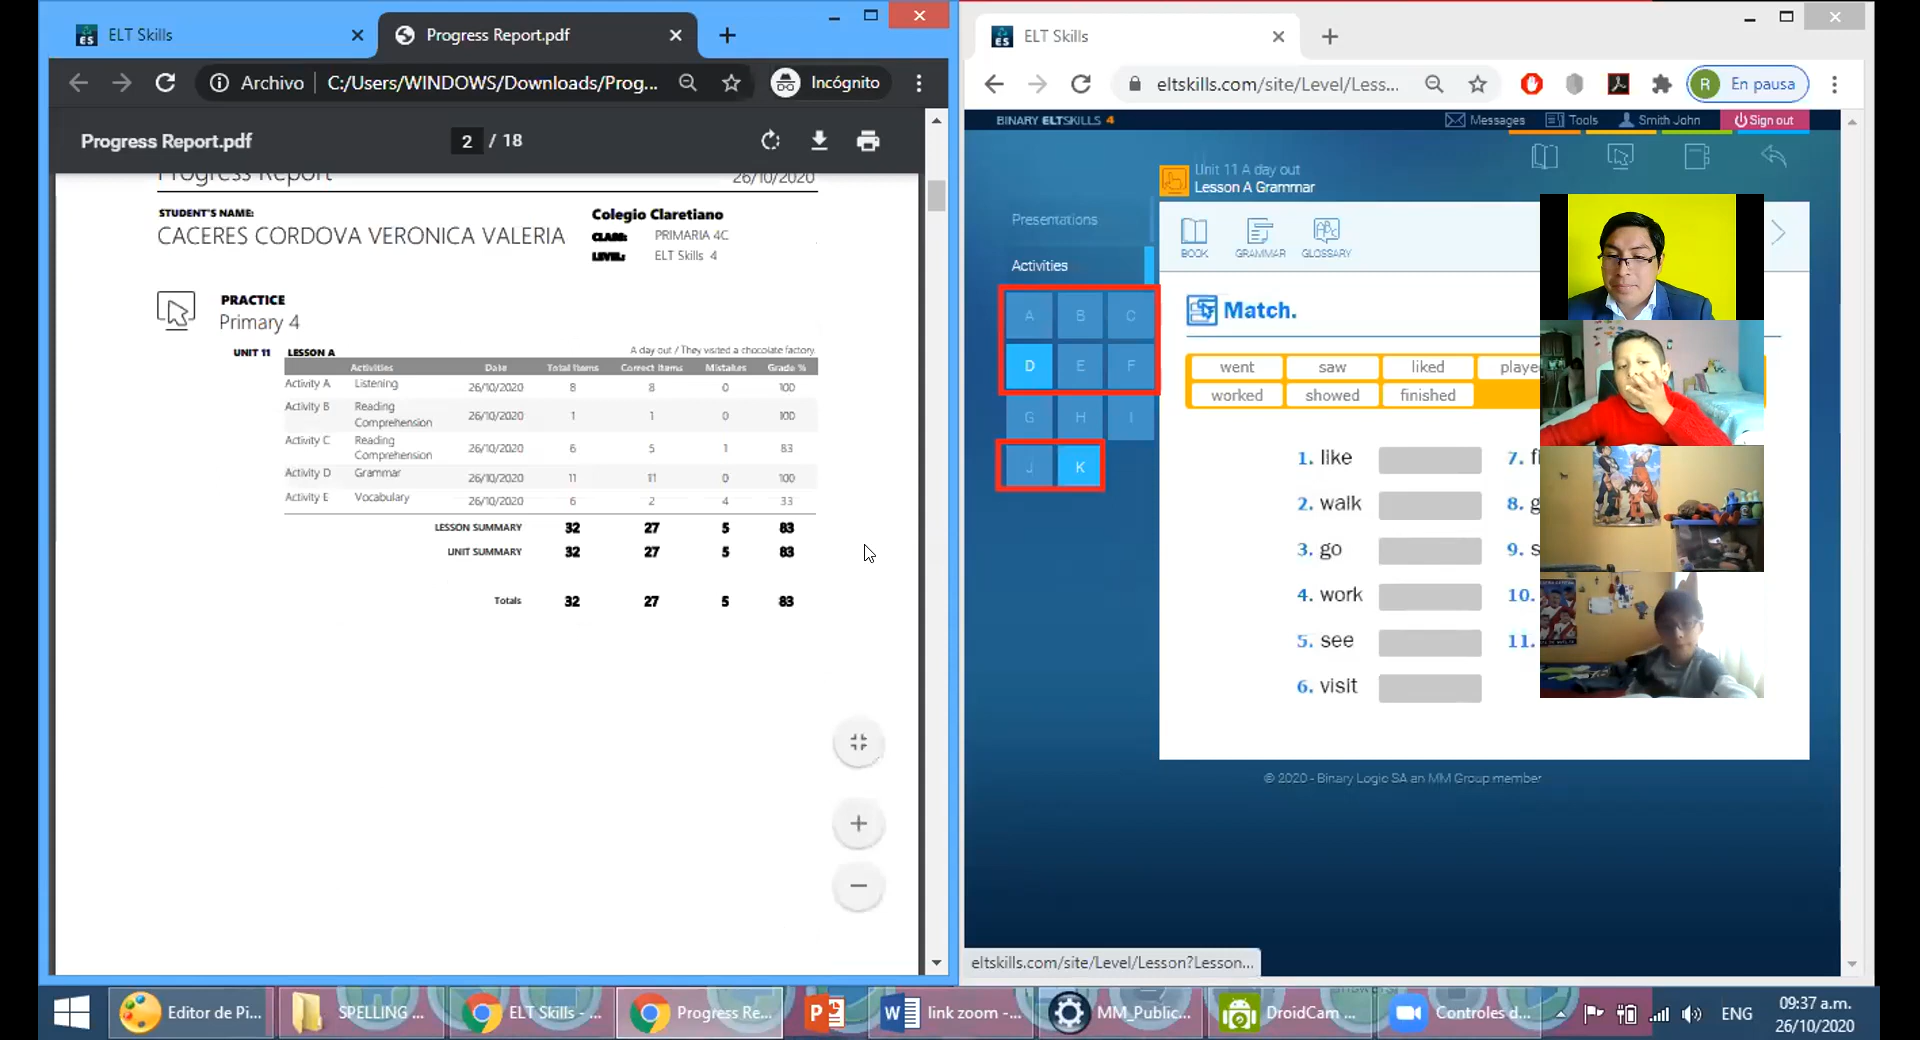 ELT Skills
Progress Report.pdf
Archivo
C:/Users/WINDOWS/Downloads/Prog...
Incógnito
Progress Report.pdf
2 / 18
Progress Report
26/10/2020
STUDENT'S NAME:
CACERES CORDOVA VERONICA VALERIA
Colegio Claretiano
CLASS: PRIMARIA 4C
LEVEL: ELT Skills 4
PRACTICE
Primary 4
UNIT 11 LESSON A A day out / They visited a chocolate factory.
Activities Date Total Items Correct Items Mistakes Grade %
Activity A Listening 26/10/2020 8 8 0 100
Activity B Reading Comprehension 26/10/2020 1 1 0 100
Activity C Reading Comprehension 26/10/2020 6 5 1 83
Activity D Grammar 26/10/2020 11 11 0 100
Activity E Vocabulary 26/10/2020 6 2 4 33
LESSON SUMMARY 32 27 5 83
UNIT SUMMARY 32 27 5 83
Totals 32 27 5 83
ELT Skills
eltskills.com/site/Level/Less...
R En pausa
BINARY ELTSKILLS 4
Messages
Tools
Smith John
Sign out
Unit 11 A day out
Lesson A Grammar
Presentations
Activities
A B C
D E F
G H I
J K
BOOK GRAMMAR GLOSSARY
Match.
went saw liked playe
worked showed finished
1. like
2. walk
3. go
4. work
5. see
6. visit
7. fi
8. g
9. s
10.
11.
© 2020 - Binary Logic SA an MM Group member
eltskills.com/site/Level/Lesson?Lesson...
Editor de Pi...
SPELLING ...
ELT Skills - ...
Progress Re...
link zoom -...
MM_Public...
DroidCam ...
Controles d...
ENG
09:37 a.m.
26/10/2020